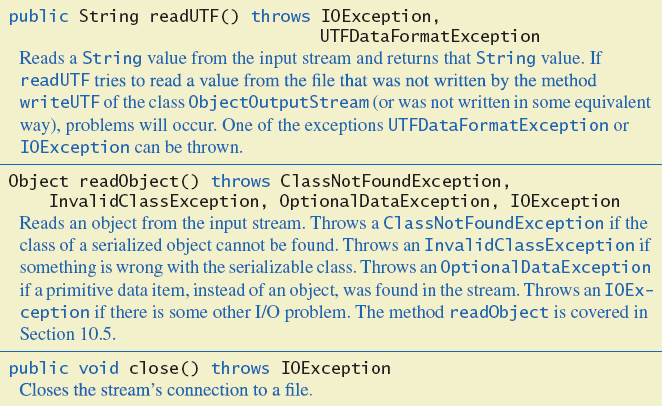 public String readUTF() throws IOException,
UTFDataFormatException
Reads a String value from the input stream and returns that String value. If
readUTF tries to read a value from the file that was not written by the method
writeUTF of the class ObjectOutputStream (or was not written in some equivalent
way), problems will occur. One of the exceptions UTFDataFormatException or
IOException can be thrown.
Object readObject() throws ClassNotFoundException,
InvalidClassException, OptionalDataException, IOException
Reads an object from the input stream. Throws a ClassNotFoundException if the
class of a serialized object cannot be found. Throws an InvalidClassException if
something is wrong with the serializable class. Throws an OptionalDataException
if a primitive data item, instead of an object, was found in the stream. Throws an IOEx-
ception if there is some other I/O problem. The method readObject is covered in
Section 10.5.
public void close() throws IOException
Closes the stream's connection to a file.